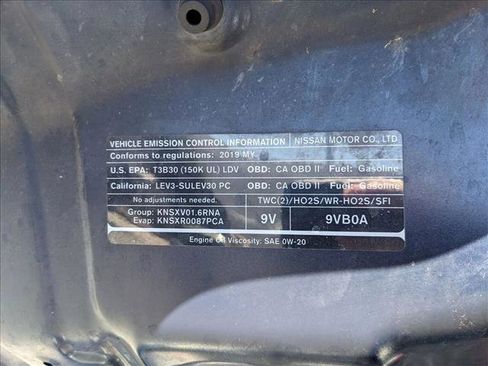 VEHICLE EMISSION CONTROL INFORMATION NISSAN MOTOR CO., LTD
Conforms to regulations: 2019 MY
U.S. EPA: T3B30 (150K UL) LDV OBD: CA OBD II Fuel: Gasoline
California: LEV3-SULEV30 PC OBD: CA OBD II Fuel: Gasoline
No adjustments needed. TWC(2)/HO2S/WR-HO2S/SFI
Group: KNSXV01.6RNA
Evap: KNSXR0087PCA
9V 9VB0A
Engine Oil Viscosity: SAE 0W-20